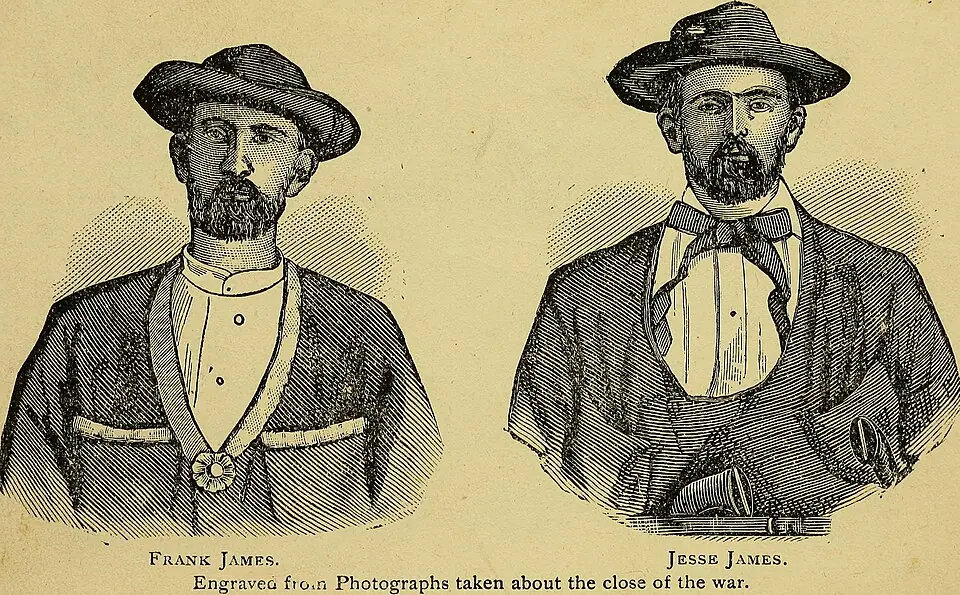 FRANK JAMES. JESSE JAMES.
Engraved from Photographs taken about the close of the war.